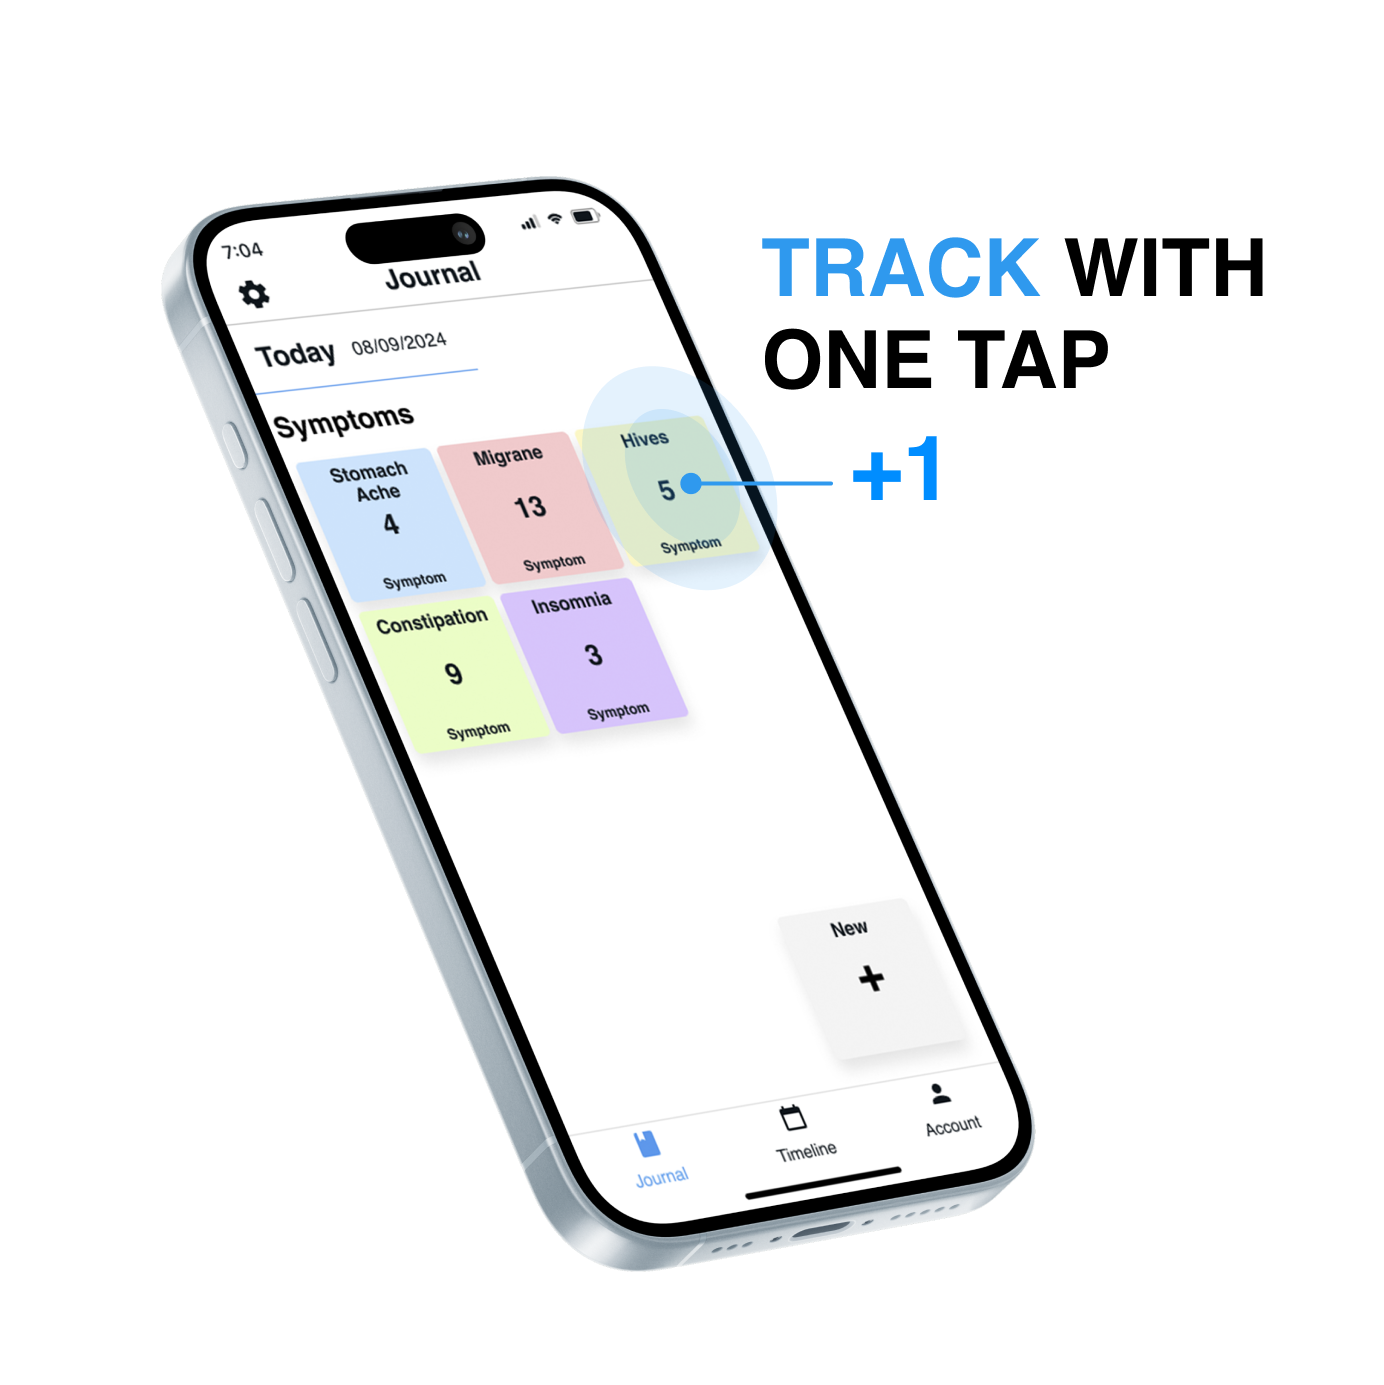 TRACK WITH
ONE TAP
+1
7:04
Journal
Today 08/09/2024
Symptoms
Stomach
Ache
4
Symptom
Migrane
13
Symptom
Hives
5
Symptom
Constipation
9
Symptom
Insomnia
3
Symptom
New
+
Journal
Timeline
Account